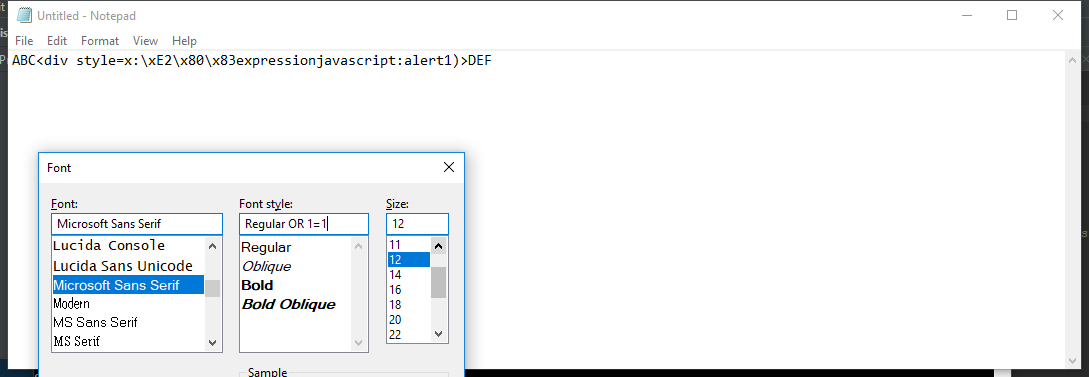 Untitled - Notepad
File Edit Format View Help
ABC<div style=x:\xE2\x80\x83expressionjavascript:alert1)>DEF
Font
Font: Font style: Size:
Microsoft Sans Serif Regular OR 1=1 12
Lucida Console Regular 11
Lucida Sans Unicode Oblique 12
Microsoft Sans Serif Bold 14
Modern Bold Oblique 16
MS Sans Serif 18
MS Serif 20
22
Sample